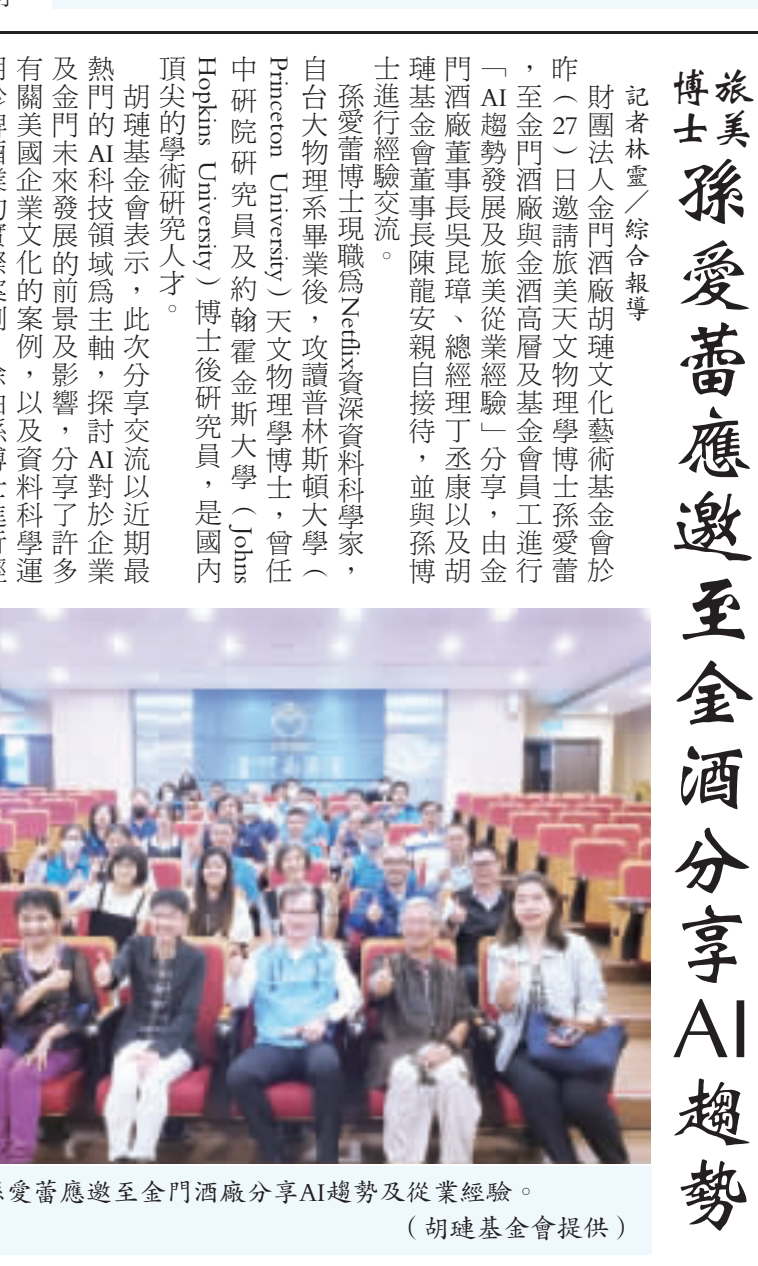 旅美
博士
孫愛蕾應邀至金酒分享AI趨勢
記者林靈／綜合報導
財團法人金門酒廠胡璉文化藝術基金會於
昨（27）日邀請旅美天文物理學博士孫愛蕾
，至金門酒廠與金酒高層及基金會員工進行
「AI趨勢發展及旅美從業經驗」分享，由金
門酒廠董事長吳昆璋、總經理丁丞康以及胡
璉基金會董事長陳龍安親自接待，並與孫博
士進行經驗交流。
孫愛蕾博士現職爲Netflix資深資料科學家，
自台大物理系畢業後，攻讀普林斯頓大學（
Princeton University）天文物理學博士，曾任
中研院研究員及約翰霍金斯大學（Johns
Hopkins University）博士後研究員，是國內
頂尖的學術研究人才。
胡璉基金會表示，此次分享交流以近期最
熱門的AI科技領域爲主軸，探討AI對於企業
及金門未來發展的前景及影響，分享了許多
有關美國企業文化的案例，以及資料科學運
愛蕾應邀至金門酒廠分享AI趨勢及從業經驗。
（胡璉基金會提供）